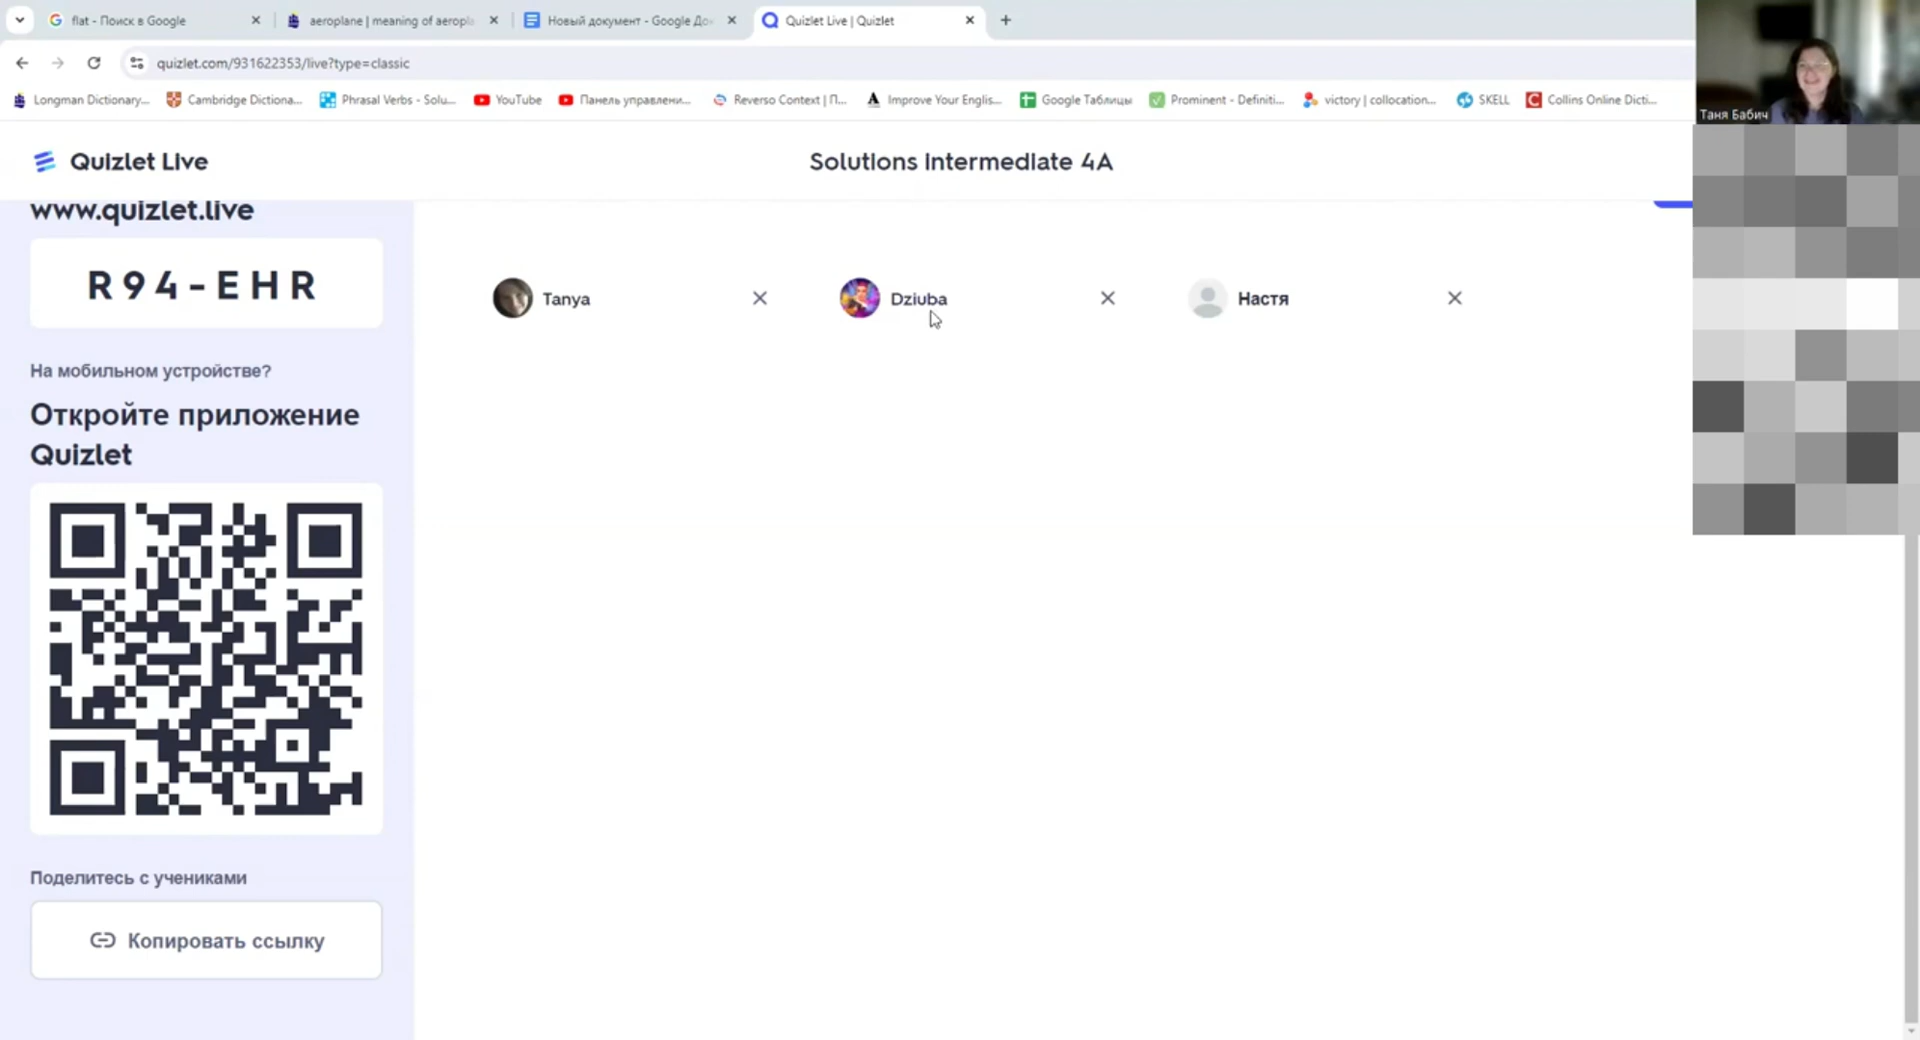 flat - Поиск в Google
aeroplane | meaning of aeropla
Новый документ - Google До
Quizlet Live | Quizlet
quizlet.com/931622353/live?type=classic
Longman Dictionary...
Cambridge Dictiona...
Phrasal Verbs - Solu...
YouTube
Панель управлени...
Reverso Context | П...
Improve Your Englis...
Google Таблицы
Prominent - Definiti...
victory | collocation...
SKELL
Collins Online Dicti...
Таня Бабич
Quizlet Live
Solutions Intermediate 4A
www.quizlet.live
R94-EHR
Tanya
Dziuba
Настя
На мобильном устройстве?
Откройте приложение
Quizlet
Поделитесь с учениками
Копировать ссылку